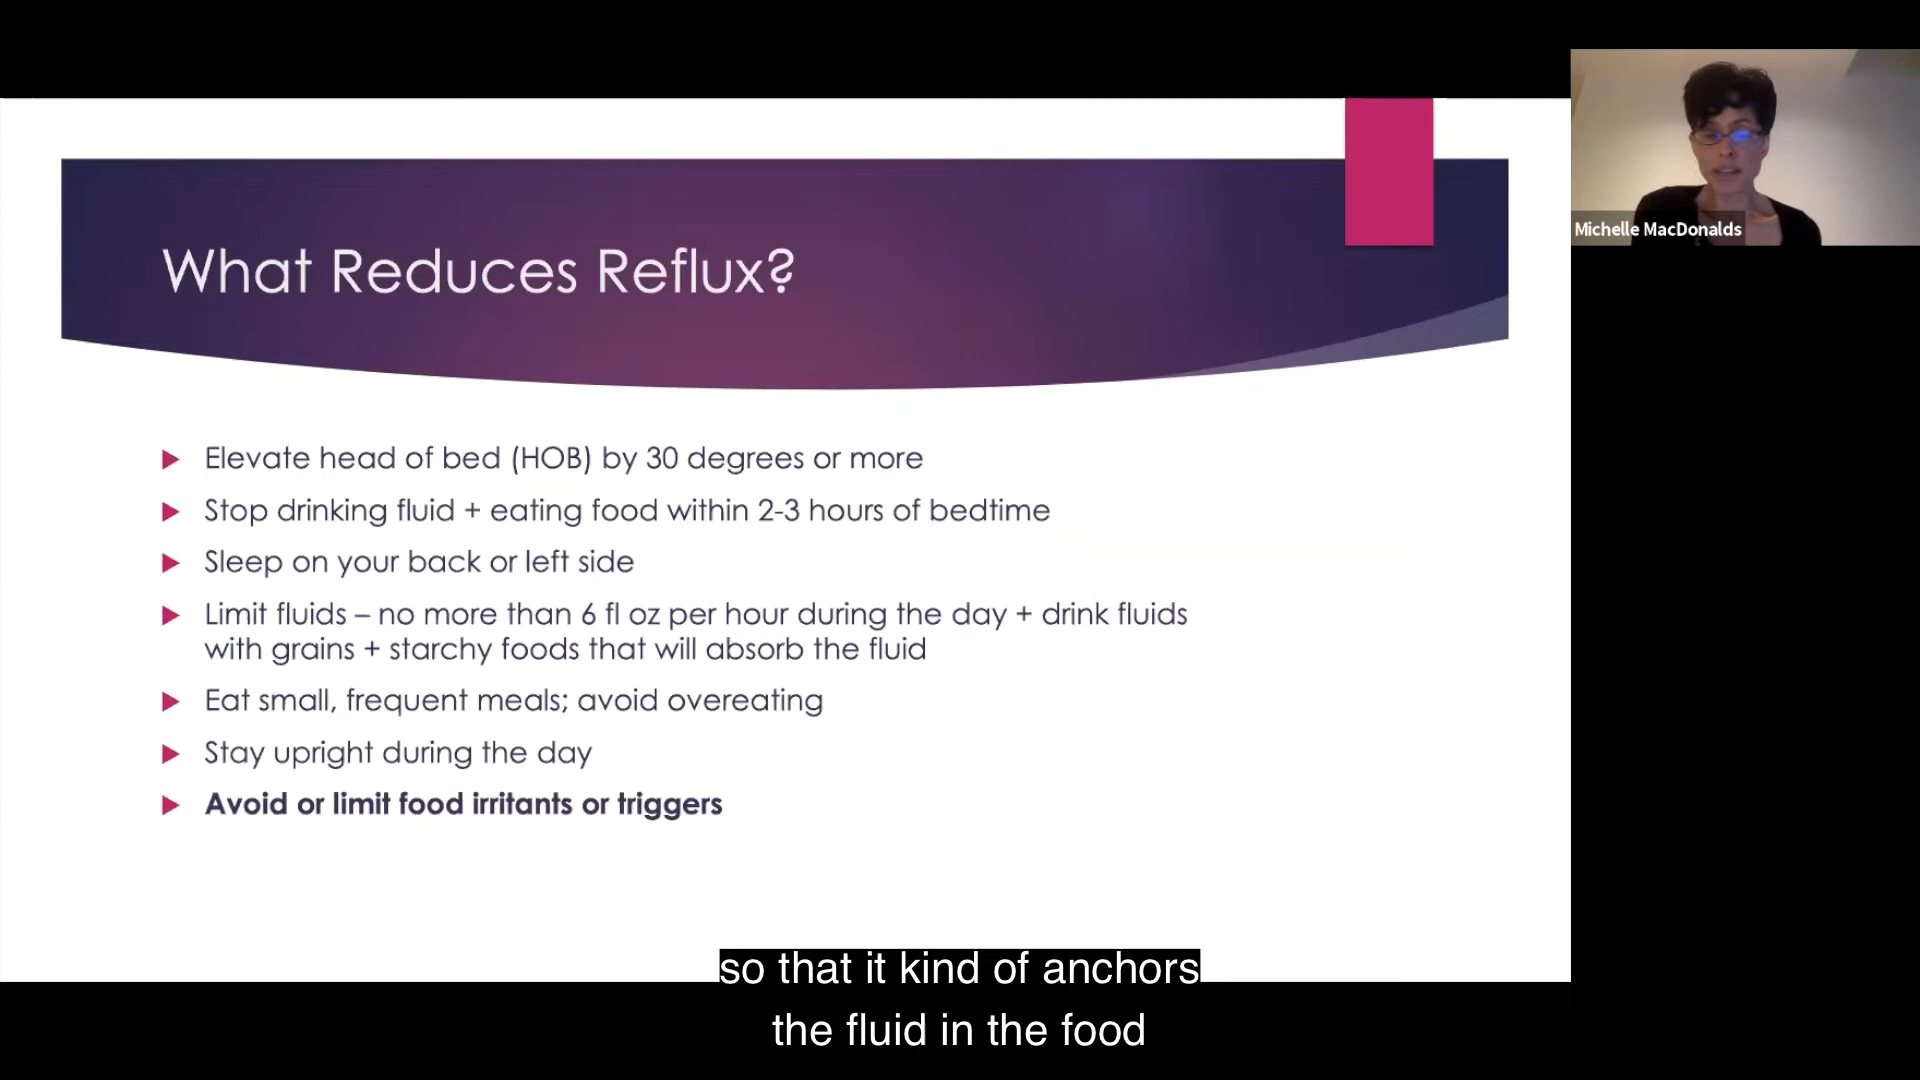 What Reduces Reflux?
Michelle MacDonalds
Elevate head of bed (HOB) by 30 degrees or more
Stop drinking fluid + eating food within 2-3 hours of bedtime
Sleep on your back or left side
Limit fluids – no more than 6 fl oz per hour during the day + drink fluids
with grains + starchy foods that will absorb the fluid
Eat small, frequent meals; avoid overeating
Stay upright during the day
Avoid or limit food irritants or triggers
so that it kind of anchors
the fluid in the food